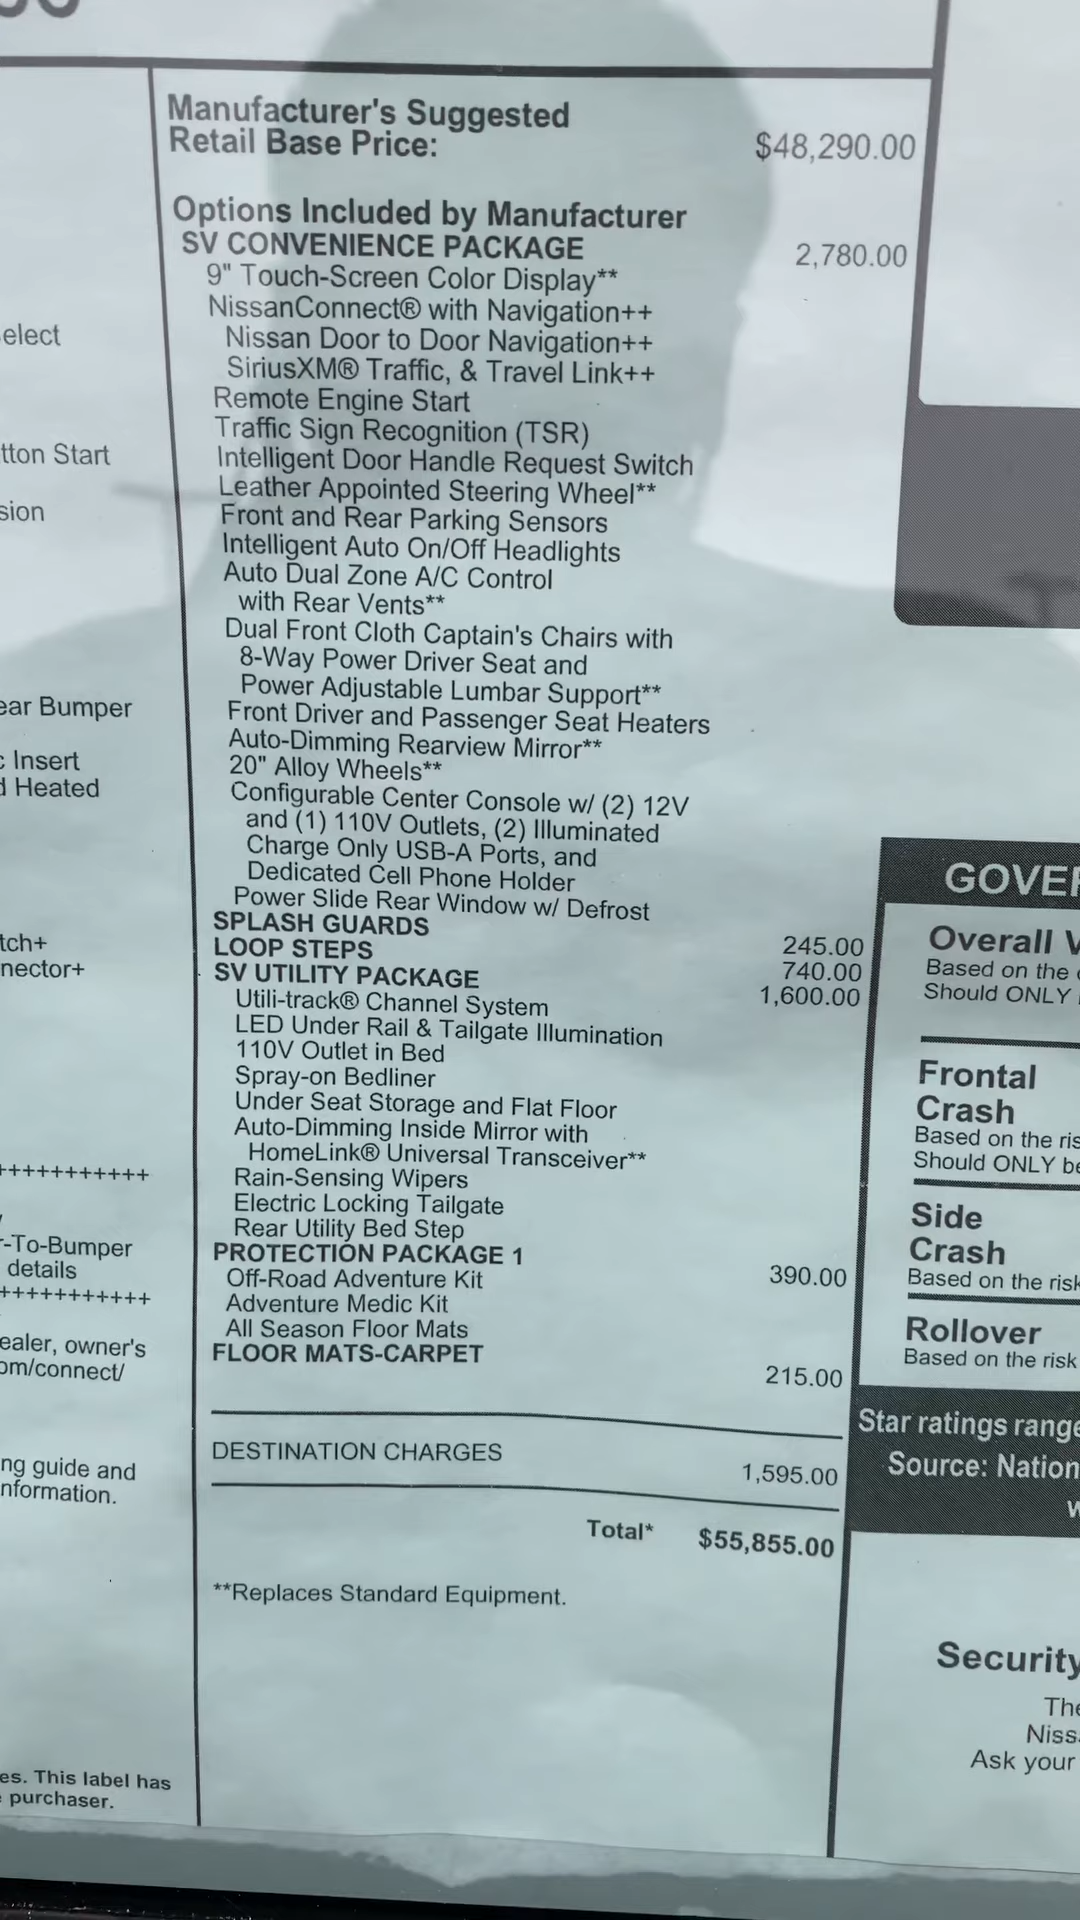 Manufacturer's Suggested
Retail Base Price: $48,290.00
Options Included by Manufacturer
SV CONVENIENCE PACKAGE 2,780.00
9" Touch-Screen Color Display**
NissanConnect® with Navigation++
Nissan Door to Door Navigation++
SiriusXM® Traffic, & Travel Link++
Remote Engine Start
Traffic Sign Recognition (TSR)
Intelligent Door Handle Request Switch
Leather Appointed Steering Wheel**
Front and Rear Parking Sensors
Intelligent Auto On/Off Headlights
Auto Dual Zone A/C Control
with Rear Vents**
Dual Front Cloth Captain's Chairs with
8-Way Power Driver Seat and
Power Adjustable Lumbar Support**
Front Driver and Passenger Seat Heaters
Auto-Dimming Rearview Mirror**
20" Alloy Wheels**
Configurable Center Console w/ (2) 12V
and (1) 110V Outlets, (2) Illuminated
Charge Only USB-A Ports, and
Dedicated Cell Phone Holder
Power Slide Rear Window w/ Defrost
SPLASH GUARDS 245.00
LOOP STEPS 740.00
SV UTILITY PACKAGE 1,600.00
Utili-track® Channel System
LED Under Rail & Tailgate Illumination
110V Outlet in Bed
Spray-on Bedliner
Under Seat Storage and Flat Floor
Auto-Dimming Inside Mirror with
HomeLink® Universal Transceiver**
Rain-Sensing Wipers
Electric Locking Tailgate
Rear Utility Bed Step
PROTECTION PACKAGE 1 390.00
Off-Road Adventure Kit
Adventure Medic Kit
All Season Floor Mats
FLOOR MATS-CARPET 215.00
DESTINATION CHARGES 1,595.00
Total* $55,855.00
**Replaces Standard Equipment.
elect
tton Start
sion
ear Bumper
Insert
Heated
tch+
nector+
+++++++++++
-To-Bumper
details
+++++++++++
ealer, owner's
om/connect/
ng guide and
nformation.
es. This label has
purchaser.
GOVER
Overall V
Based on the
Should ONLY
Frontal
Crash
Based on the ris
Should ONLY be
Side
Crash
Based on the risk
Rollover
Based on the risk
Star ratings range
Source: Nation
w
Security
The
Niss
Ask your